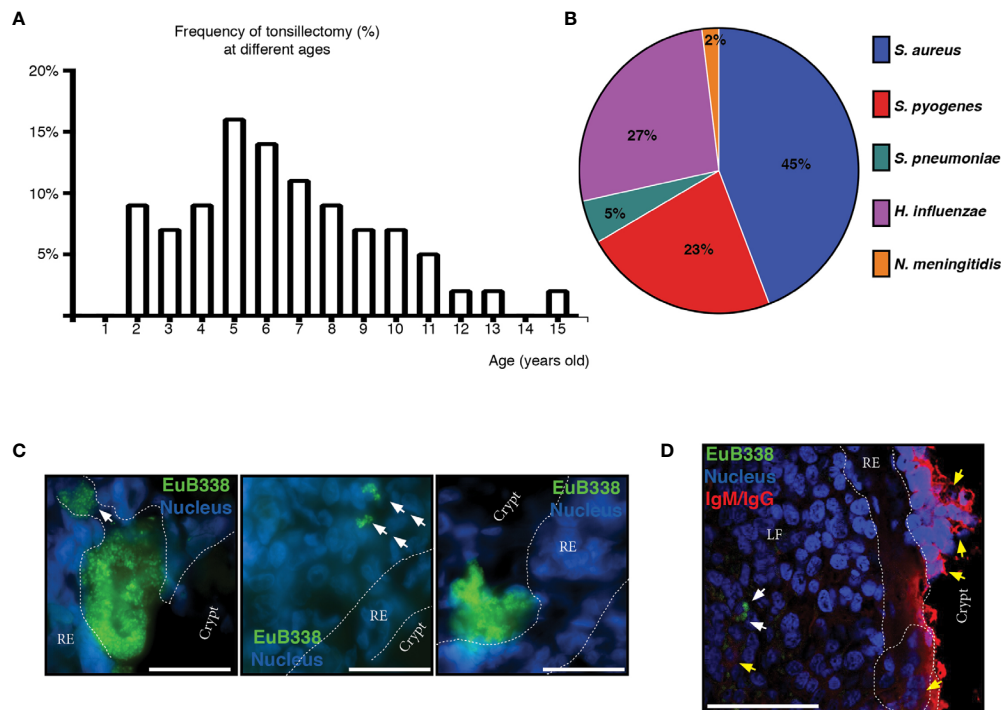 A
Frequency of tonsillectomy (%)
at different ages
20%
15%
10%
5%
1 2 3 4 5 6 7 8 9 10 11 12 13 14 15
Age (years old)
B
2%
27%
45%
5%
23%
S. aureus
S. pyogenes
S. pneumoniae
H. influenzae
N. meningitidis
C
EuB338
Nucleus
RE
Crypt
EuB338
Nucleus
RE
Crypt
EuB338
Nucleus
Crypt
RE
D
EuB338
Nucleus
IgM/IgG
RE
LF
Crypt